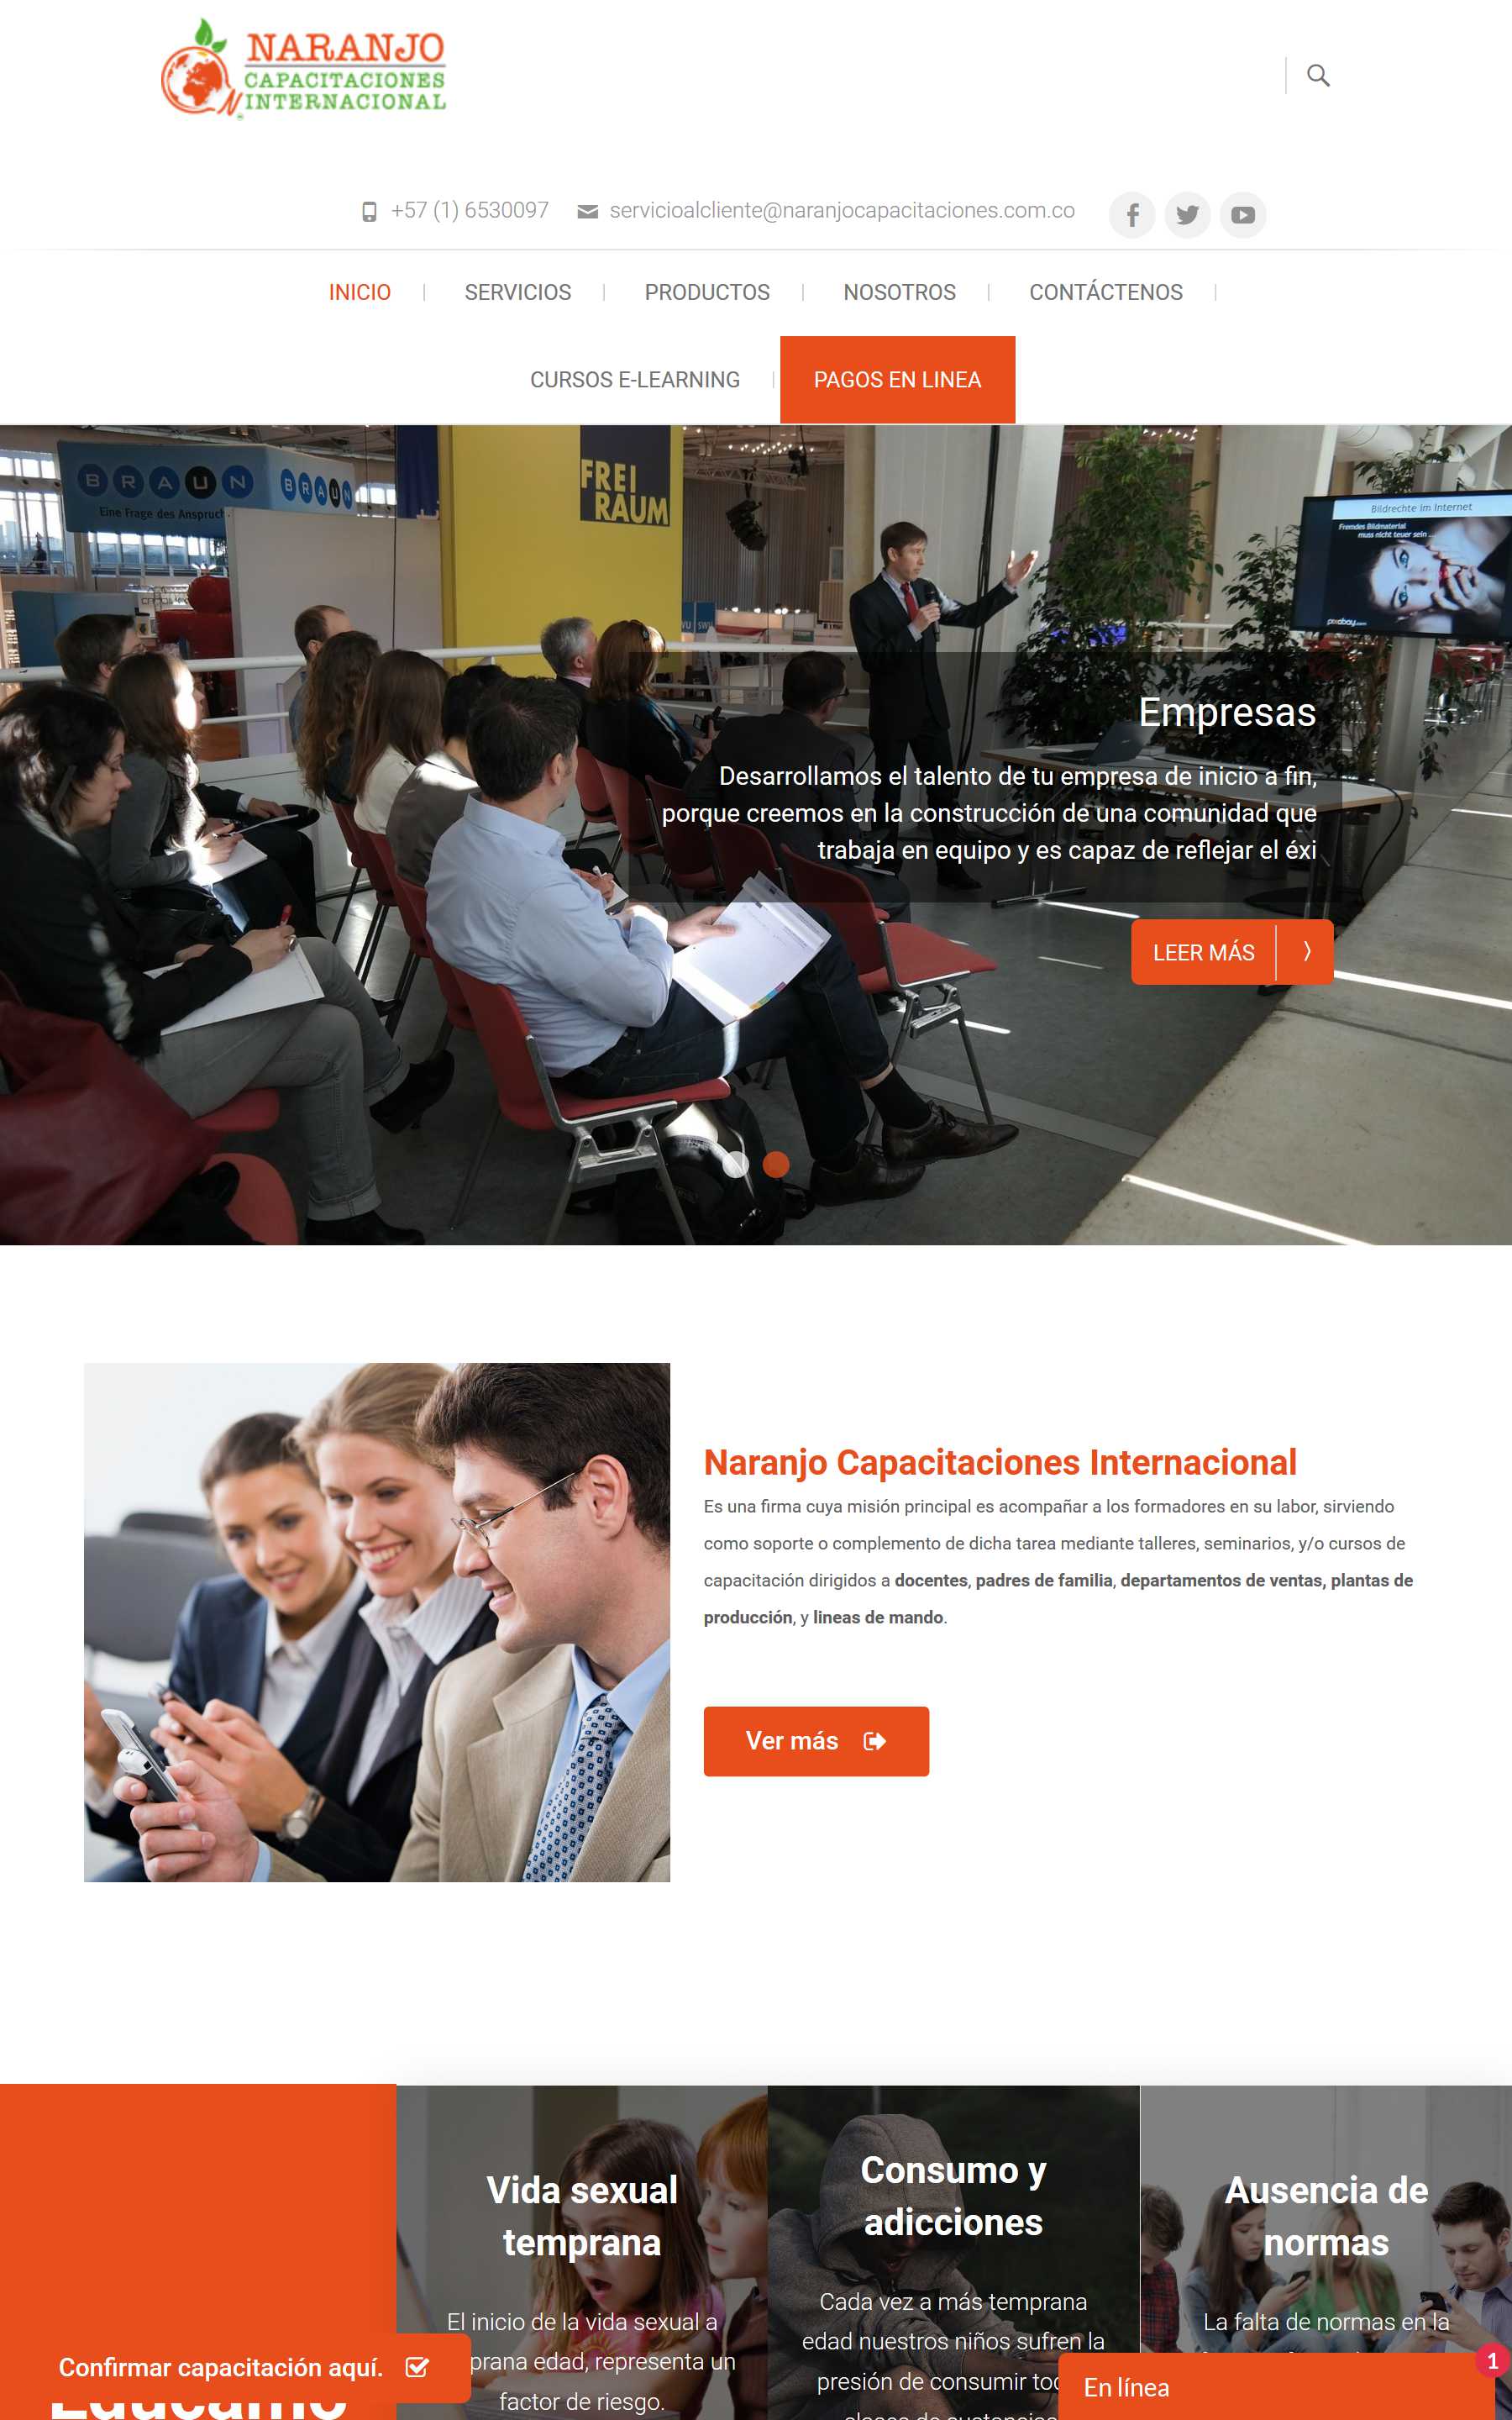 NARANJO
CAPACITACIONES
INTERNACIONAL
+57 (1) 6530097
servicioalcliente@naranjocapacitaciones.com.co
INICIO
SERVICIOS
PRODUCTOS
NOSOTROS
CONTÁCTENOS
CURSOS E-LEARNING
PAGOS EN LINEA
BRAUN
BRAUN
Eine Frage des Anspruch
FREI
RAUM
Bildrechte im Internet
Fremdes Bildmaterial
muss nicht teuer sein ...
pixabay.com
Empresas
Desarrollamos el talento de tu empresa de inicio a fin,
porque creemos en la construcción de una comunidad que
trabaja en equipo y es capaz de reflejar el éxi
LEER MÁS
Naranjo Capacitaciones Internacional
Es una firma cuya misión principal es acompañar a los formadores en su labor, sirviendo
como soporte o complemento de dicha tarea mediante talleres, seminarios, y/o cursos de
capacitación dirigidos a docentes, padres de familia, departamentos de ventas, plantas de
producción, y lineas de mando.
Ver más
Vida sexual
temprana
El inicio de la vida sexual a
prana edad, representa un
factor de riesgo.
Consumo y
adicciones
Cada vez a más temprana
edad nuestros niños sufren la
presión de consumir
Ausencia de
normas
La falta de normas en la
Confirmar capacitación aquí.
En línea
1